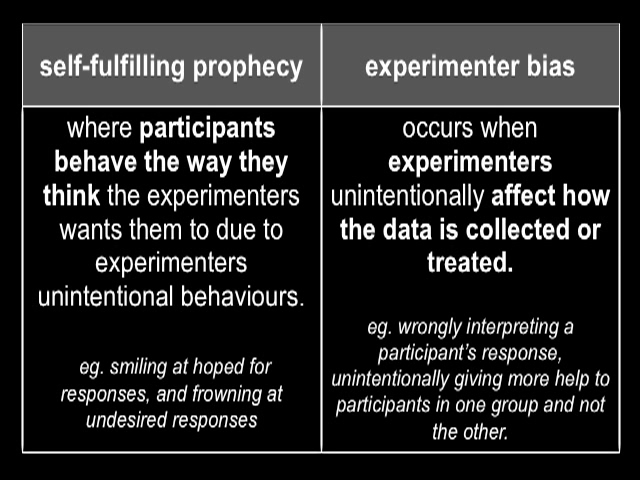 self-fulfilling prophecy
experimenter bias
where participants
behave the way they
think the experimenters
wants them to due to
experimenters
unintentional behaviours.
eg. smiling at hoped for
responses, and frowning at
undesired responses
occurs when
experimenters
unintentionally affect how
the data is collected or
treated.
eg. wrongly interpreting a
participant's response,
unintentionally giving more help to
participants in one group and not
the other.